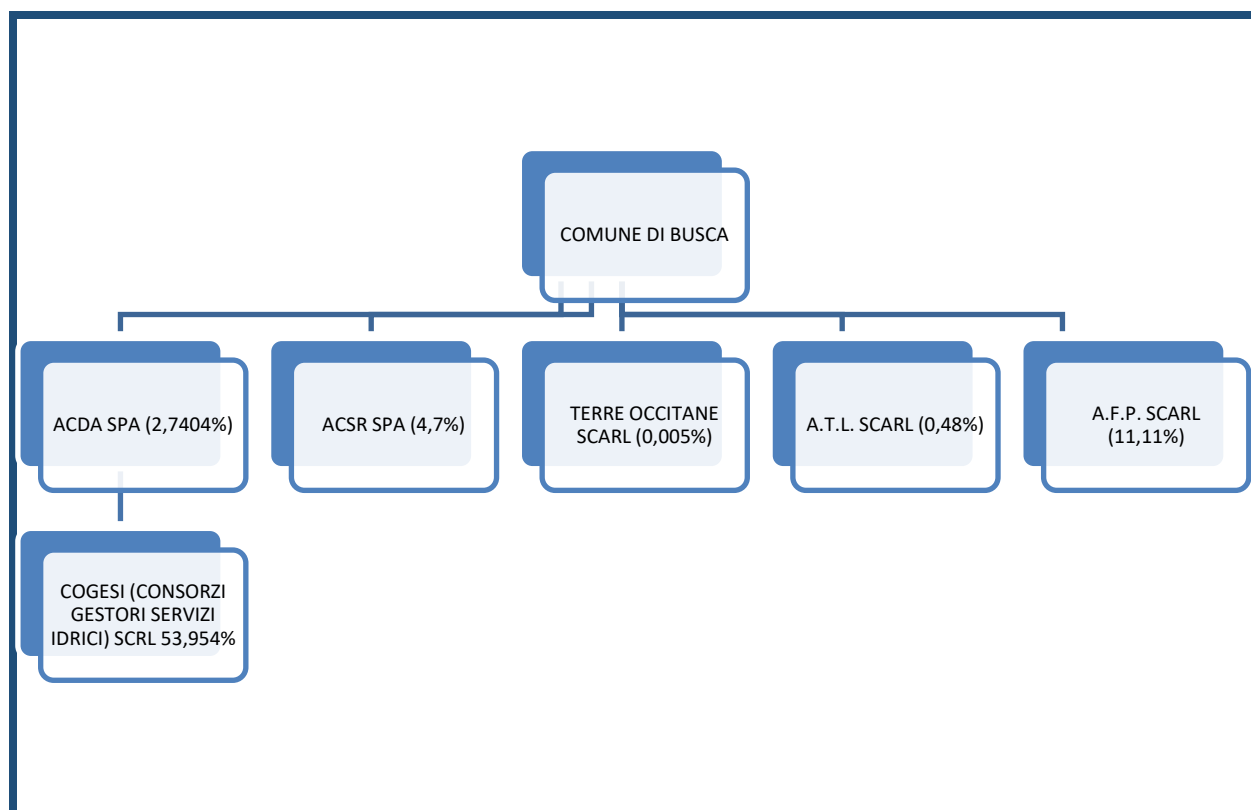 COMUNE DI BUSCA
ACDA SPA (2,7404%)
ACSR SPA (4,7%)
TERRE OCCITANE
SCARL (0,005%)
A.T.L. SCARL (0,48%)
A.F.P. SCARL
(11,11%)
COGESI (CONSORZI
GESTORI SERVIZI
IDRICI) SCRL 53,954%